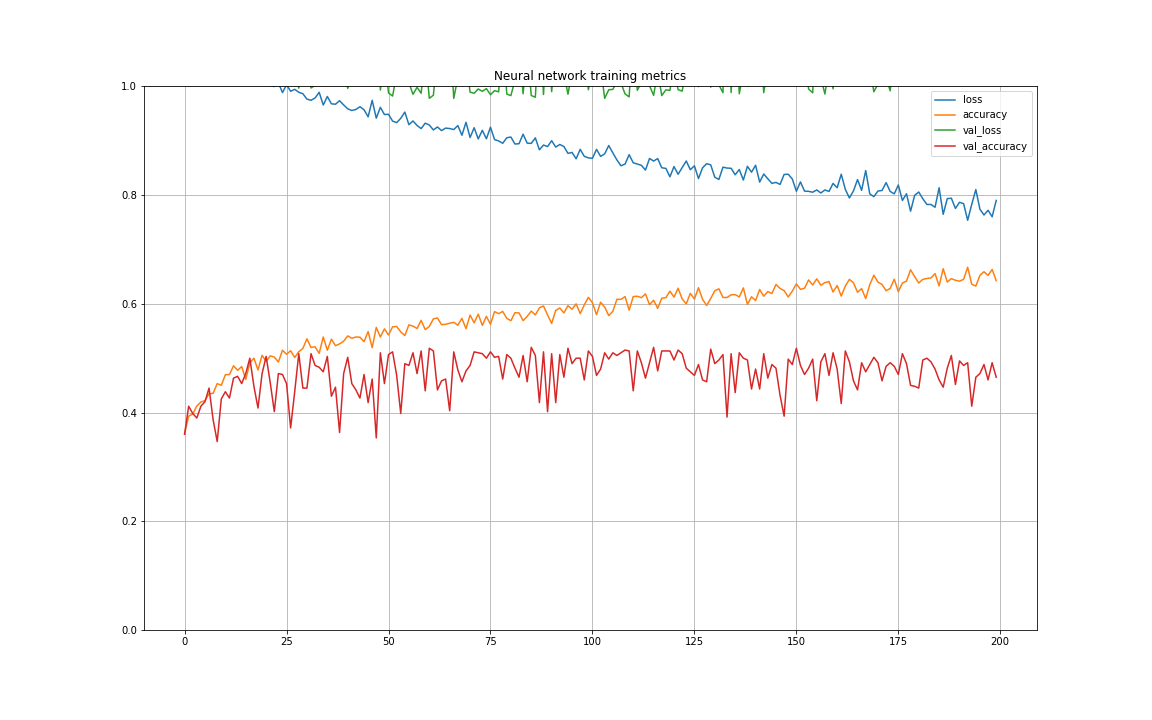 Neural network training metrics
1.0
0.8
0.6
0.4
0.2
0.0
loss
accuracy
val_loss
val_accuracy
0 25 50 75 100 125 150 175 200